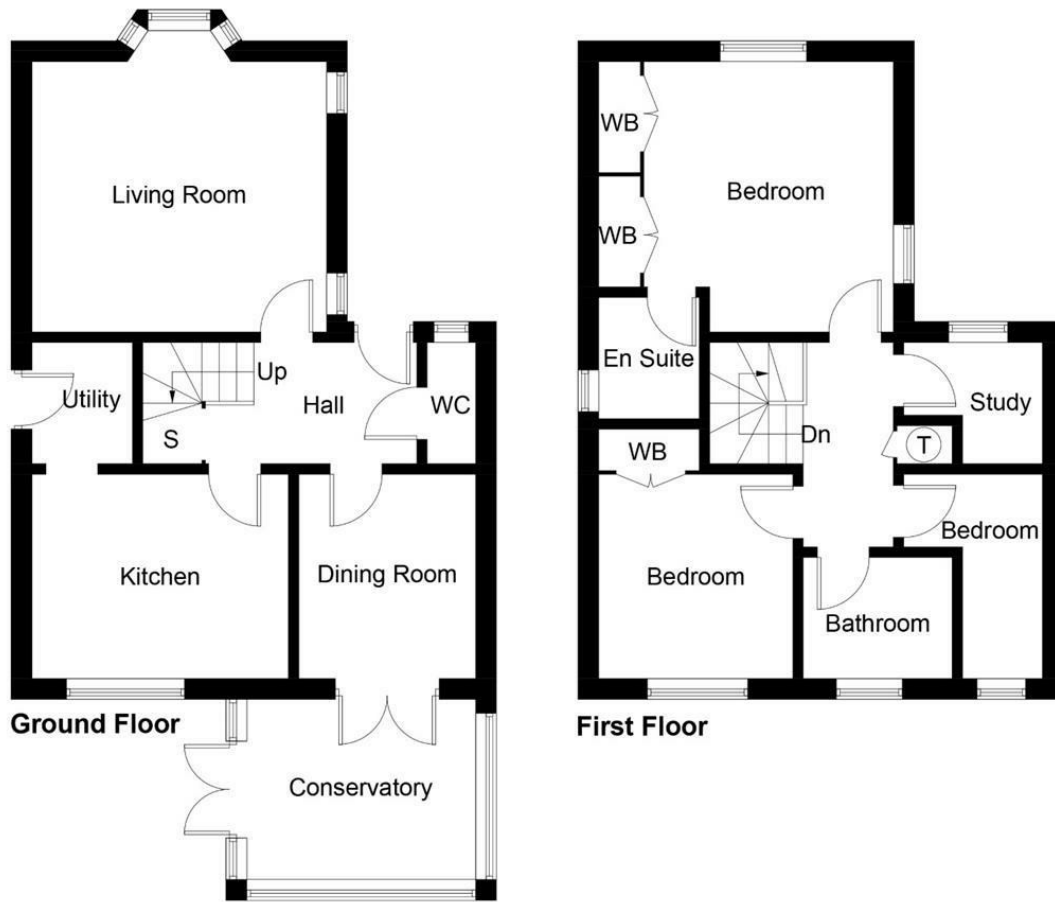 Living Room
Up
Utility
Hall
WC
S
Kitchen
Dining Room
Ground Floor
Conservatory
WB
Bedroom
WB
En Suite
Study
Dn
WB
T
Bedroom
Bedroom
Bathroom
First Floor